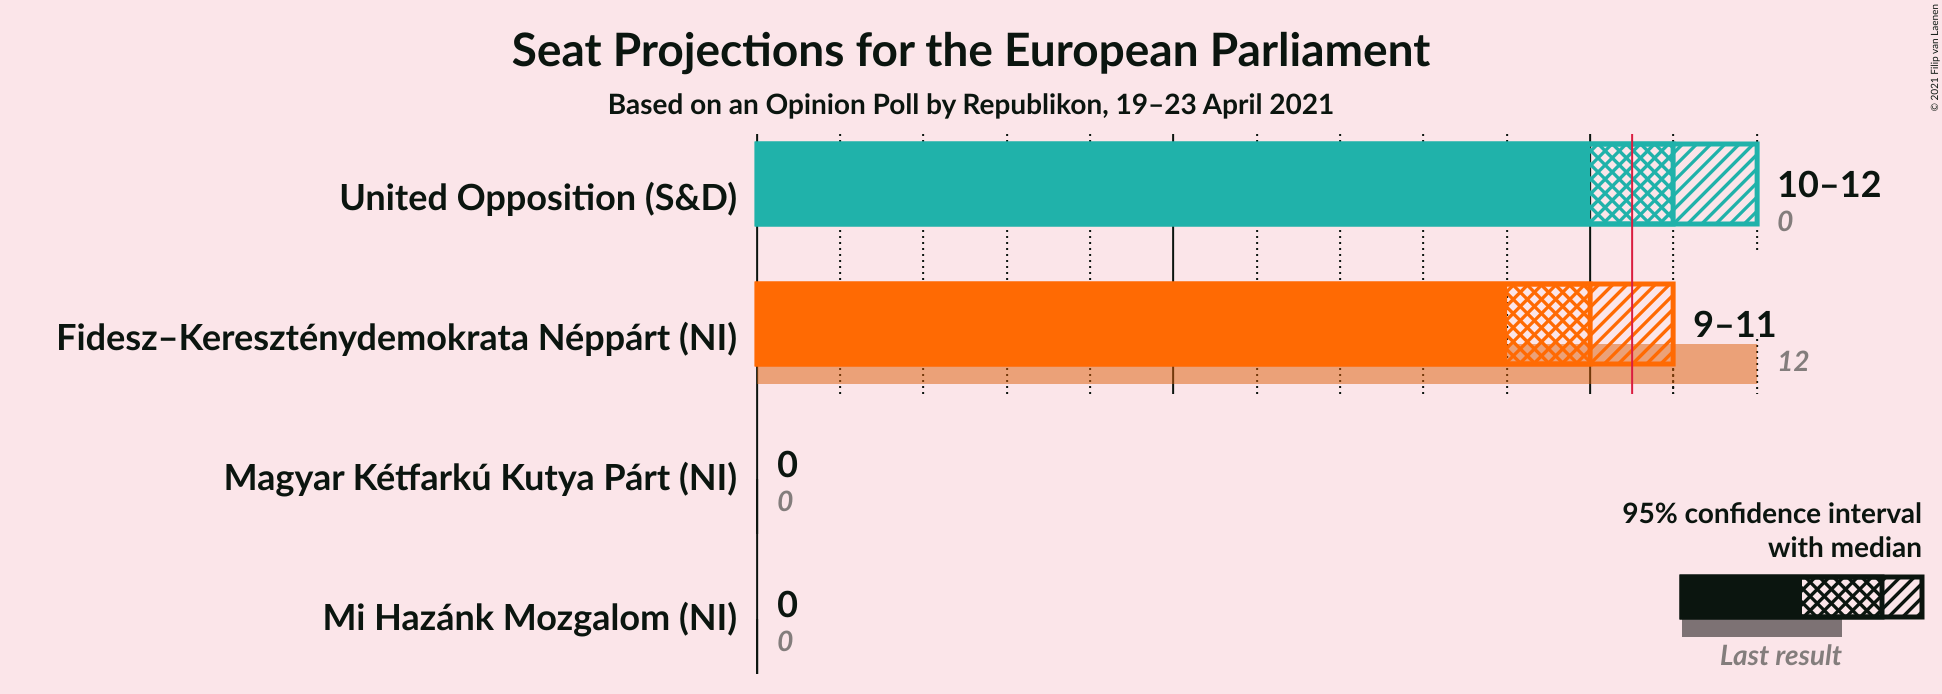 Seat Projections for the European Parliament
Based on an Opinion Poll by Republikon, 19–23 April 2021
© 2021 Filip van Laenen
United Opposition (S&D)
10–12
0
Fidesz–Kereszténydemokrata Néppárt (NI)
9–11
12
Magyar Kétfarkú Kutya Párt (NI)
0
0
Mi Hazánk Mozgalom (NI)
0
0
95% confidence interval
with median
Last result